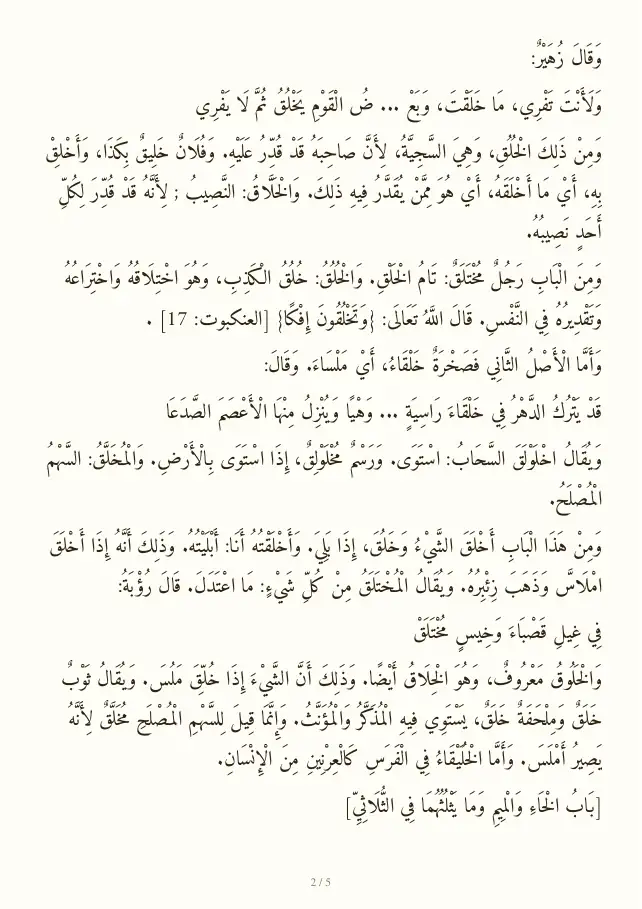 وَقَالَ زُهَيْرٌ:
وَلَأَنْتَ تَفْرِي، مَا خَلَقْتَ، وَبَعْ ... ضُ الْقَوْمِ يَخْلُقُ ثُمَّ لَا يَفْرِي
وَمِنْ ذَلِكَ الْخُلُقِ، وَهِيَ السَّجِيَّةُ، لِأَنَّ صَاحِبَهُ قَدْ قُدِّرَ عَلَيْهِ. وَفُلَانٌ خَلِيقٌ بِكَذَا، وَأَخْلِقْ
بِهِ، أَيْ مَا أَخْلَقَهُ، أَيْ هُوَ مِمَّنْ يُقَدَّرُ فِيهِ ذَلِكَ. وَالْخَلَاقُ: النَّصِيبُ ; لِأَنَّهُ قَدْ قُدِّرَ لِكُلِّ
أَحَدٍ نَصِيبُهُ.
وَمِنَ الْبَابِ رَجُلٌ مُخْتَلَقٌ: تَامُ الْخَلْقِ. وَالْخُلُقُ: خُلُقُ الْكَذِبِ، وَهُوَ اخْتِلَاقُهُ وَاخْتِرَاعُهُ
وَتَقْدِيرُهُ فِي النَّفْسِ. قَالَ اللَّهُ تَعَالَى: {وَتَخْلُقُونَ إِفْكًا} [العنكبوت: 17] .
وَأَمَّا الْأَصْلُ الثَّانِي فَصَخْرَةٌ خَلْقَاءُ، أَيْ مَلْسَاءَ. وَقَالَ:
قَدْ يَتْرُكُ الدَّهْرُ فِي خَلْقَاءَ رَاسِيَةٍ ... وَهْيًا وَيُنْزِلُ مِنْهَا الْأَعْصَمَ الصَّدَعَا
وَيُقَالُ اخْلَوْلَقَ السَّحَابُ: اسْتَوَى. وَرَسْمٌ مُخْلَوْلِقٌ، إِذَا اسْتَوَى بِالْأَرْضِ. وَالْمُخَلَّقُ: السَّهْمُ
الْمُصْلَحُ.
وَمِنْ هَذَا الْبَابِ أَخْلَقَ الشَّيْءُ وَخَلُقَ، إِذَا بَلِيَ. وَأَخْلَقْتُهُ أَنَا: أَبْلَيْتُهُ. وَذَلِكَ أَنَّهُ إِذَا أَخْلَقَ
امْلَاسَّ وَذَهَبَ زِئْبِرُهُ. وَيُقَالُ الْمُخْتَلَقُ مِنْ كُلِّ شَيْءٍ: مَا اعْتَدَلَ. قَالَ رُؤْبَةُ:
فِي غِيلِ قَصْبَاءَ وَخِيسٍ مُخْتَلَقْ
وَالْخَلُوقُ مَعْرُوفٌ، وَهُوَ الْخِلَاقُ أَيْضًا. وَذَلِكَ أَنَّ الشَّيْءَ إِذَا خُلِّقَ مَلُسَ. وَيُقَالُ ثَوْبٌ
خَلَقٌ وَمِلْحَفَةٌ خَلَقٌ، يَسْتَوِي فِيهِ الْمُذَكَّرُ وَالْمُؤَنَّثُ. وَإِنَّمَا قِيلَ لِلسَّهْمِ الْمُصْلَحِ مُخَلَّقٌ لِأَنَّهُ
يَصِيرُ أَمْلَسَ. وَأَمَّا الْخُلَيْقَاءُ فِي الْفَرَسِ كَالْعِرْنِينِ مِنَ الْإِنْسَانِ.
[بَابُ الْخَاءِ وَالْمِيمِ وَمَا يَثْلُثُهُمَا فِي الثُّلَاثِيِّ]
2 / 5